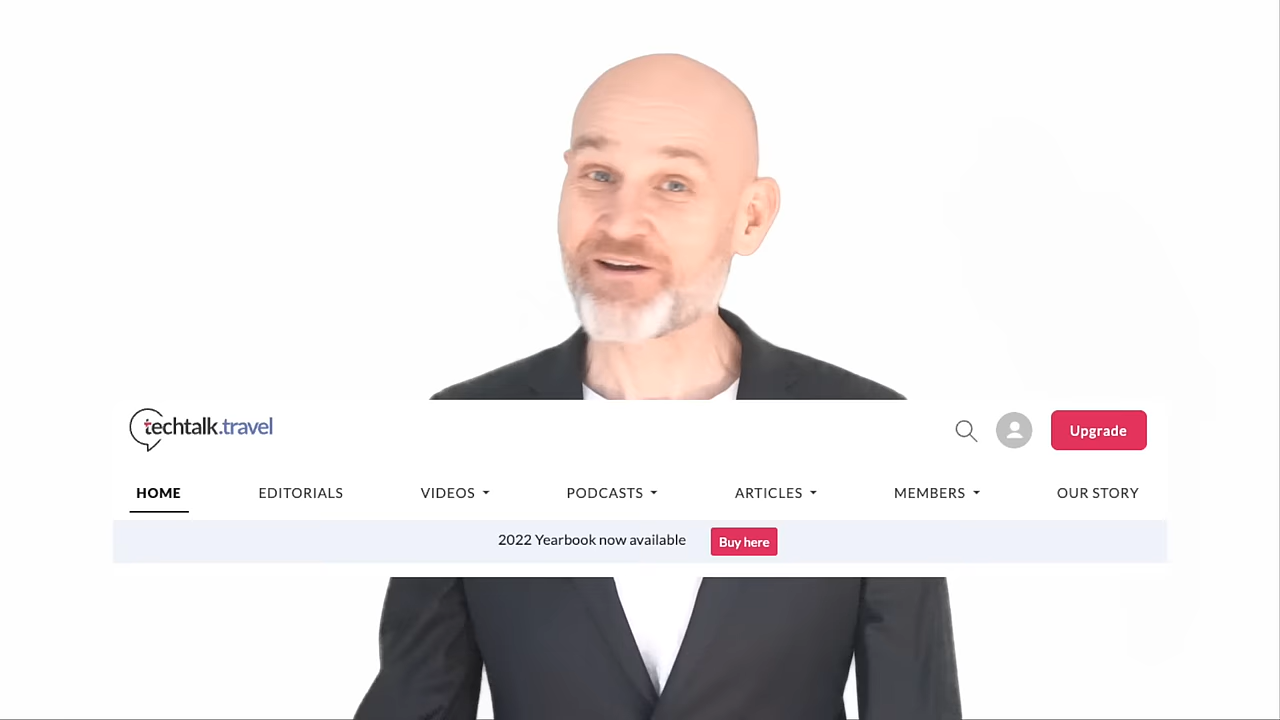 techtalk.travel
Upgrade
HOME EDITORIALS VIDEOS PODCASTS ARTICLES MEMBERS OUR STORY
2022 Yearbook now available Buy here